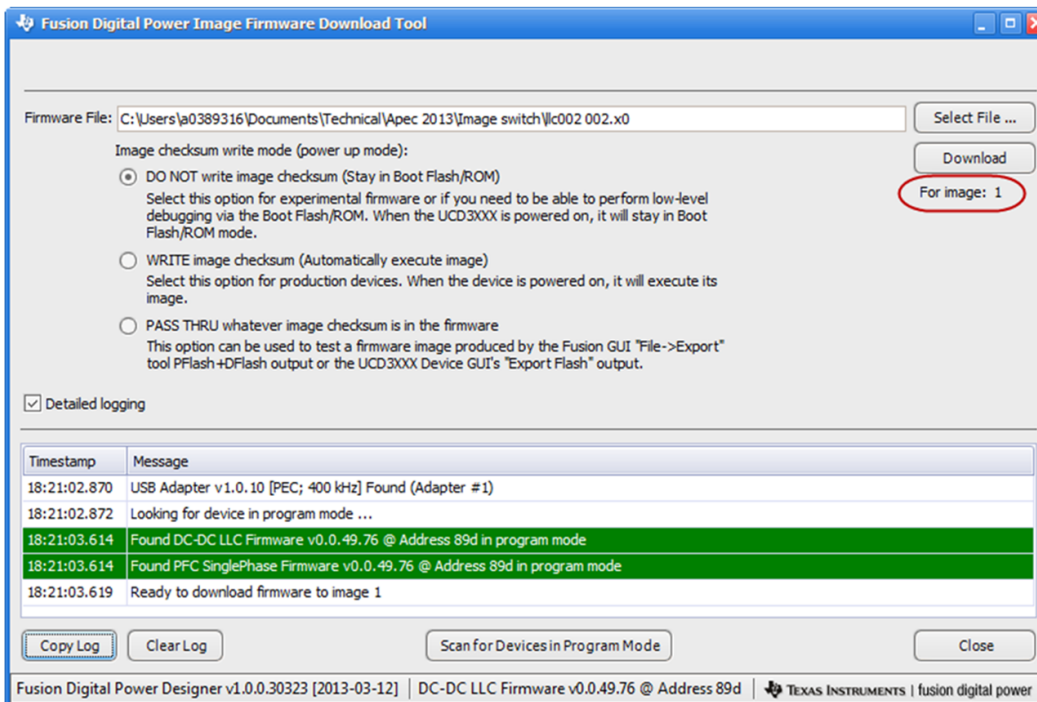 Fusion Digital Power Image Firmware Download Tool
Firmware File: C:\Users\a0389316\Documents\Technical\Apec 2013\Image switch\llc002 002.x0 Select File ...
Image checksum write mode (power up mode):
Download
DO NOT write image checksum (Stay in Boot Flash/ROM)
For image: 1
Select this option for experimental firmware or if you need to be able to perform low-level
debugging via the Boot Flash/ROM. When the UCD3XXX is powered on, it will stay in Boot
Flash/ROM mode.
WRITE image checksum (Automatically execute image)
Select this option for production devices. When the device is powered on, it will execute its
image.
PASS THRU whatever image checksum is in the firmware
This option can be used to test a firmware image produced by the Fusion GUI "File->Export"
tool PFlash+DFlash output or the UCD3XXX Device GUI's "Export Flash" output.
Detailed logging
Timestamp Message
18:21:02.870 USB Adapter v1.0.10 [PEC; 400 kHz] Found (Adapter #1)
18:21:02.872 Looking for device in program mode ...
18:21:03.614 Found DC-DC LLC Firmware v0.0.49.76 @ Address 89d in program mode
18:21:03.614 Found PFC SinglePhase Firmware v0.0.49.76 @ Address 89d in program mode
18:21:03.619 Ready to download firmware to image 1
Copy Log Clear Log Scan for Devices in Program Mode Close
Fusion Digital Power Designer v1.0.0.30323 [2013-03-12] DC-DC LLC Firmware v0.0.49.76 @ Address 89d TEXAS INSTRUMENTS | fusion digital power